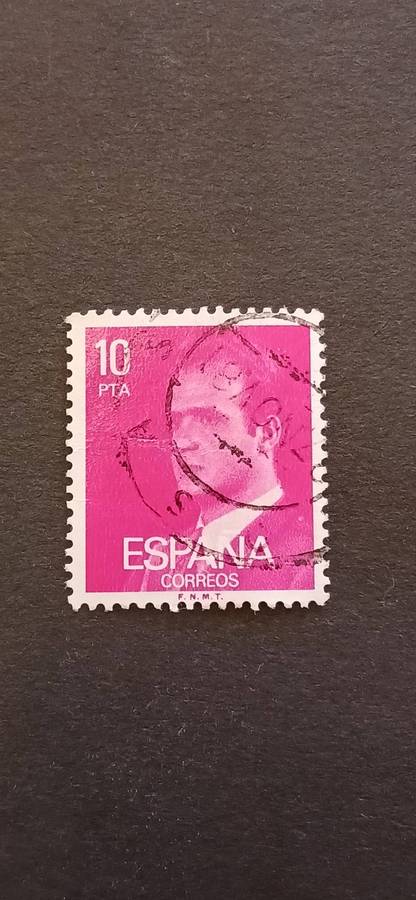 10
PTA
ESPAÑA
CORREOS
F. N. M. T.